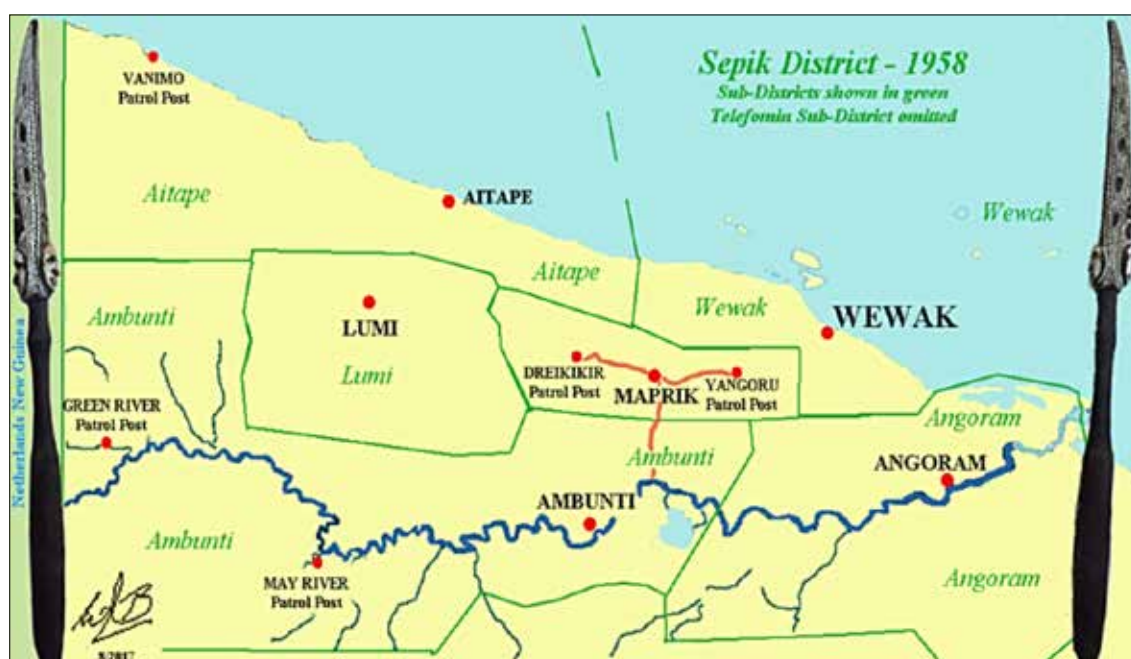 Sepik District - 1958
Sub-Districts shown in green
Telefomin Sub-District omitted
VANIMO
Patrol Post
Aitape
AITAPE
Wewak
Aitape
Wewak
WEWAK
Ambunti
LUMI
Lumi
DREIKIKIR
Patrol Post
MAPRIK
YANGORU
Patrol Post
Netherlands New Guinea
GREEN RIVER
Patrol Post
Angoram
Ambunti
ANGORAM
AMBUNTI
Ambunti
MAY RIVER
Patrol Post
Angoram
8/2017